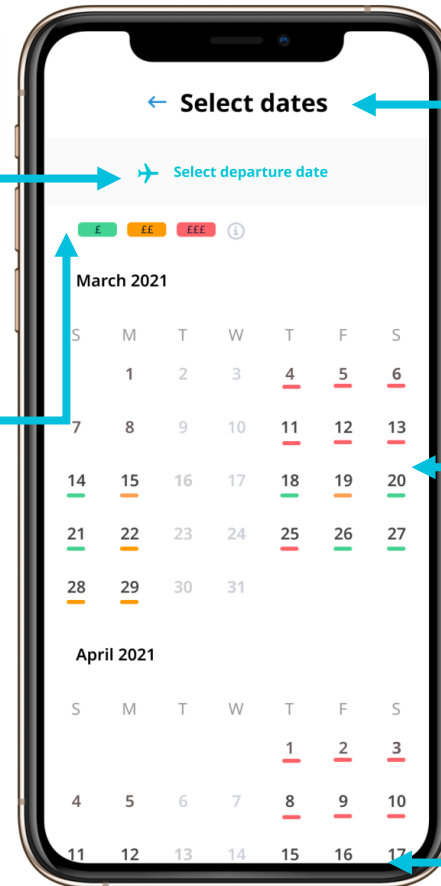 ← Select dates
Select departure date
£ ££ £££ i
March 2021
S M T W T F S
1 2 3 4 5 6
7 8 9 10 11 12 13
14 15 16 17 18 19 20
21 22 23 24 25 26 27
28 29 30 31
April 2021
S M T W T F S
1 2 3
4 5 6 7 8 9 10
11 12 13 14 15 16 17